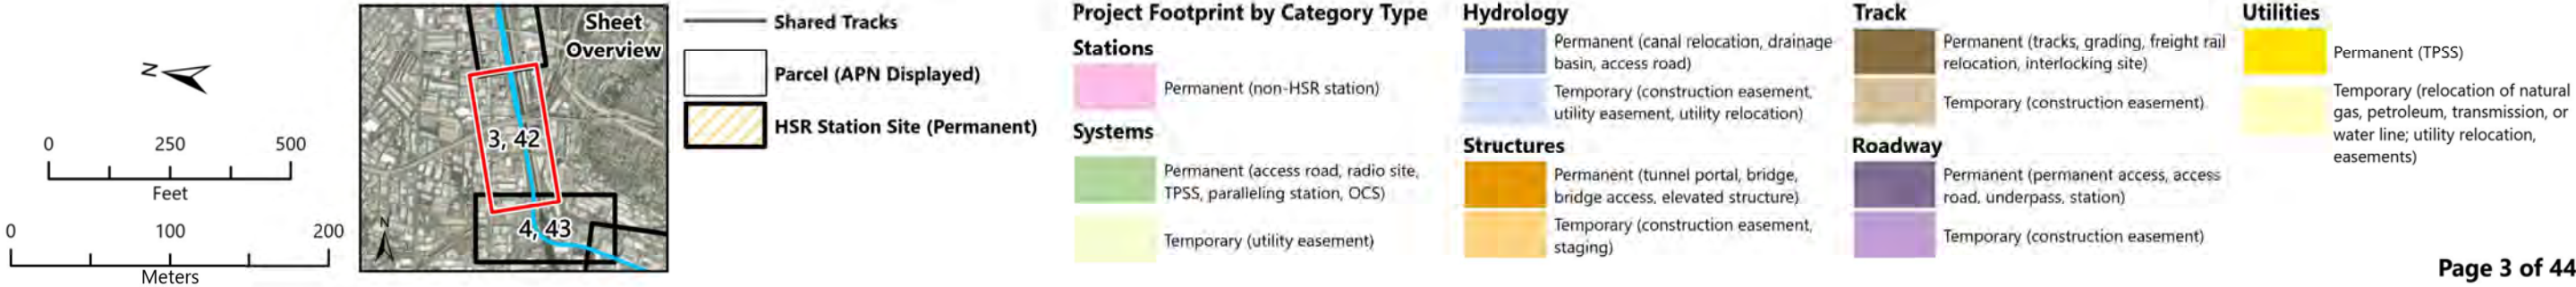 N
0 250 500
Feet
0 100 200
Meters
Sheet
Overview
3, 42
4, 43
N
Shared Tracks
Parcel (APN Displayed)
HSR Station Site (Permanent)
Project Footprint by Category Type
Stations
Permanent (non-HSR station)
Systems
Permanent (access road, radio site,
TPSS, paralleling station, OCS)
Temporary (utility easement)
Hydrology
Permanent (canal relocation, drainage
basin, access road)
Temporary (construction easement,
utility easement, utility relocation)
Structures
Permanent (tunnel portal, bridge,
bridge access, elevated structure)
Temporary (construction easement,
staging)
Track
Permanent (tracks, grading, freight rail
relocation, interlocking site)
Temporary (construction easement)
Roadway
Permanent (permanent access, access
road, underpass, station)
Temporary (construction easement)
Utilities
Permanent (TPSS)
Temporary (relocation of natural
gas, petroleum, transmission, or
water line; utility relocation,
easements)
Page 3 of 44